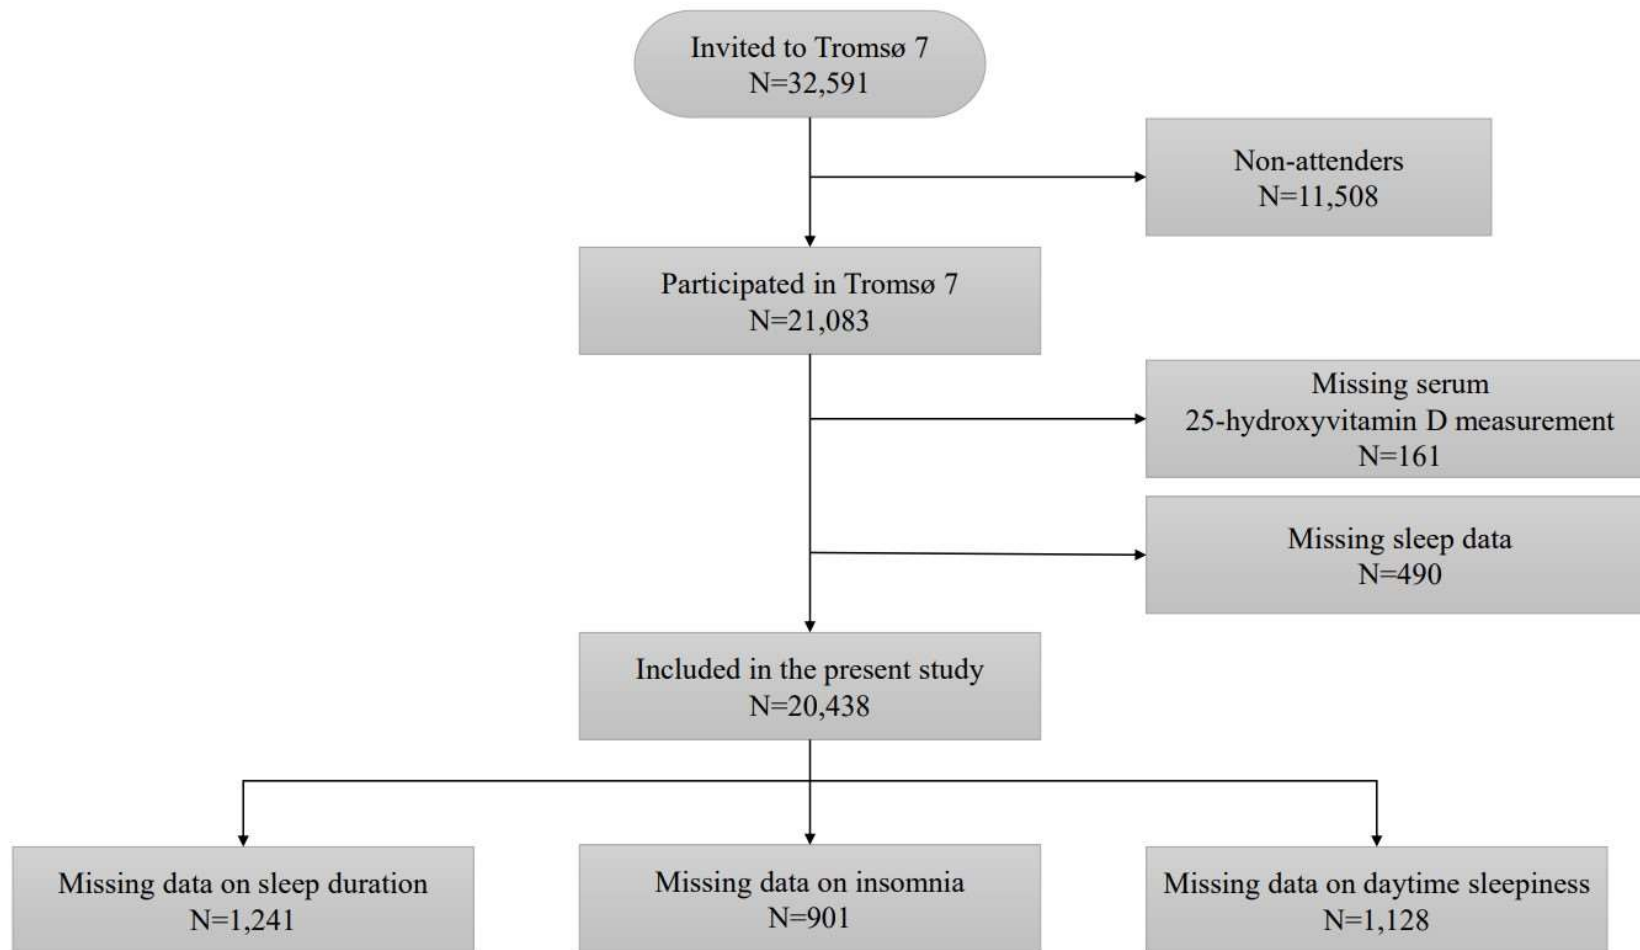 Invited to Tromsø 7
N=32,591
Non-attenders
N=11,508
Participated in Tromsø 7
N=21,083
Missing serum
25-hydroxyvitamin D measurement
N=161
Missing sleep data
N=490
Included in the present study
N=20,438
Missing data on sleep duration
N=1,241
Missing data on insomnia
N=901
Missing data on daytime sleepiness
N=1,128